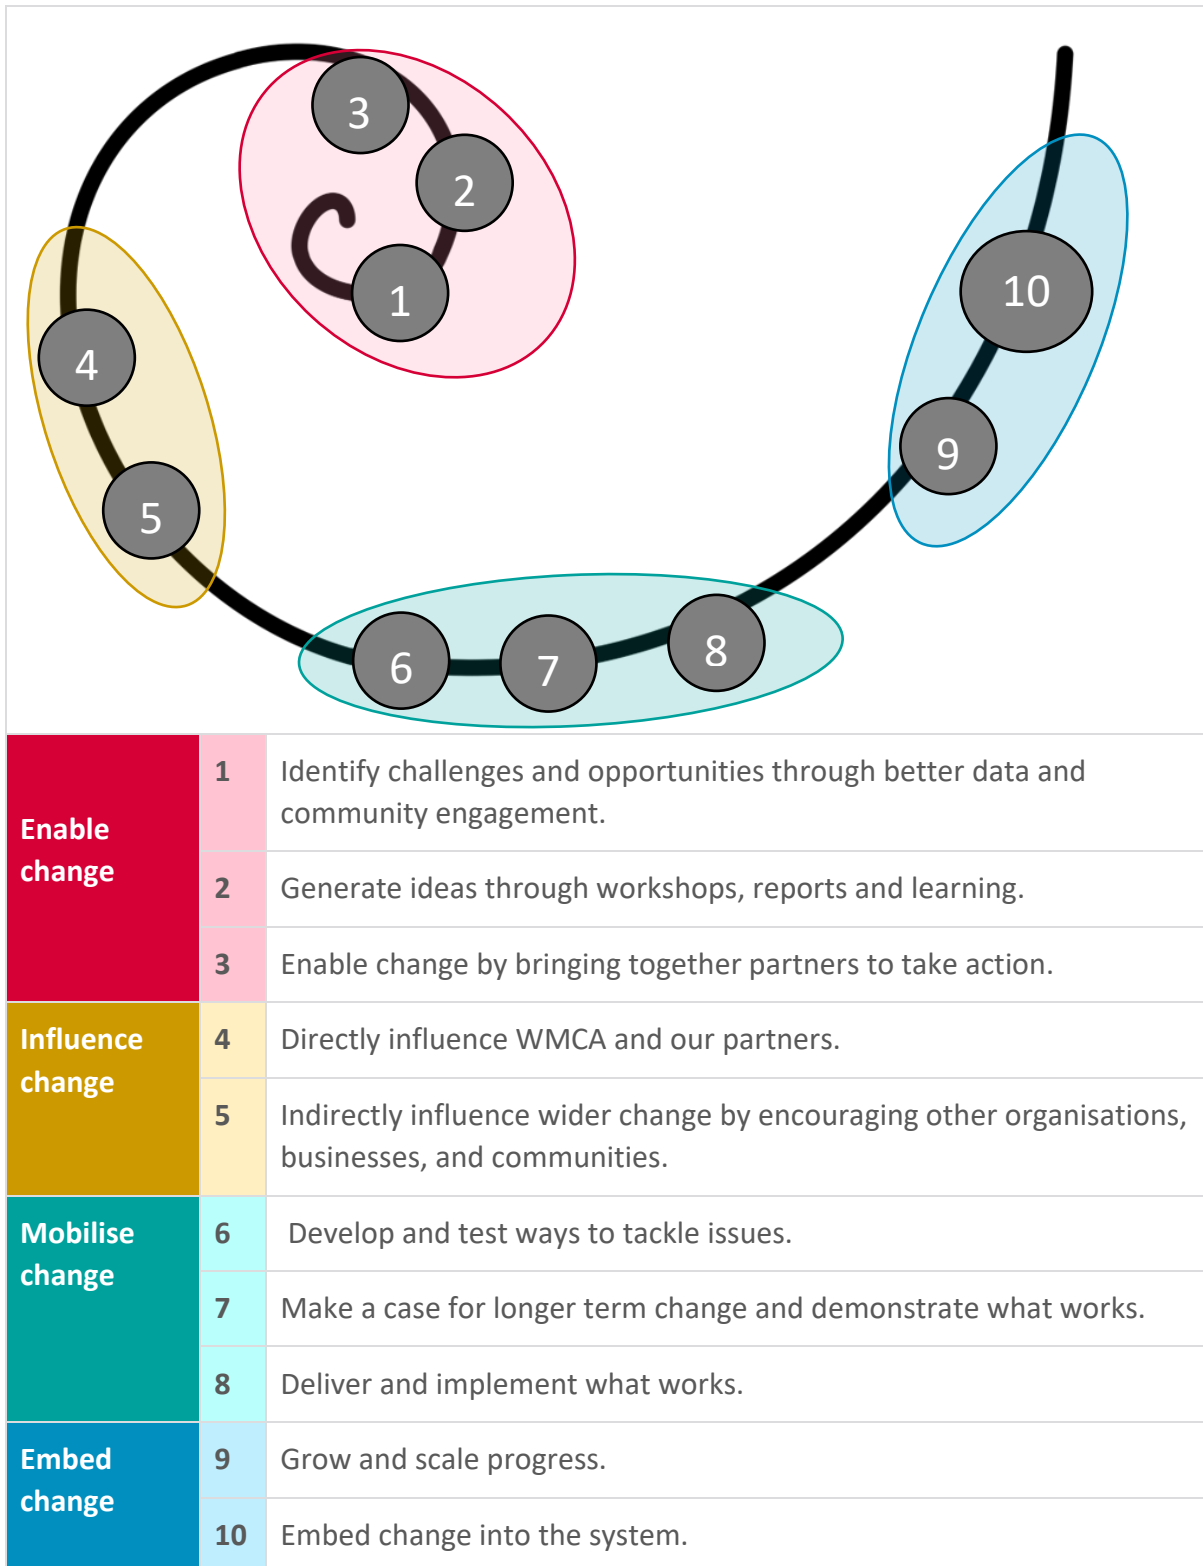 3
2
1
10
4
9
5
8
6
7
Enable
change
1
Identify challenges and opportunities through better data and
community engagement.
2
Generate ideas through workshops, reports and learning.
3
Enable change by bringing together partners to take action.
Influence
change
4
Directly influence WMCA and our partners.
5
Indirectly influence wider change by encouraging other organisations,
businesses, and communities.
Mobilise
change
6
Develop and test ways to tackle issues.
7
Make a case for longer term change and demonstrate what works.
8
Deliver and implement what works.
Embed
change
9
Grow and scale progress.
10
Embed change into the system.